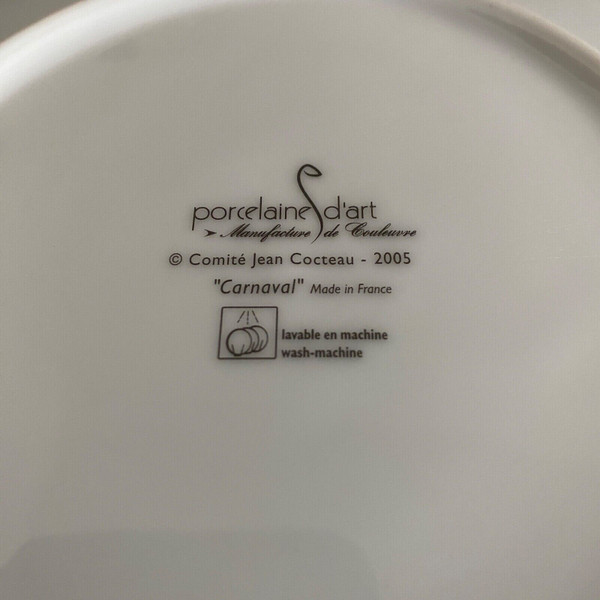 porcelaine d'art
Manufacture de Couleuvre
© Comité Jean Cocteau - 2005
"Carnaval" Made in France
lavable en machine
wash-machine